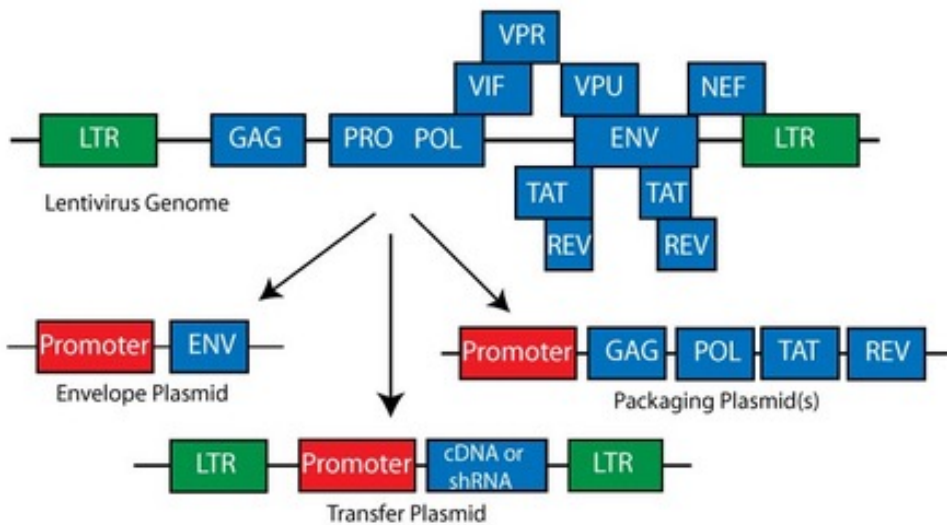 VPR
VIF
VPU
NEF
LTR
GAG
PRO POL
ENV
LTR
TAT
TAT
REV
REV
Lentivirus Genome
Promoter
ENV
Envelope Plasmid
Promoter
GAG
POL
TAT
REV
Packaging Plasmid(s)
LTR
Promoter
cDNA or
shRNA
LTR
Transfer Plasmid